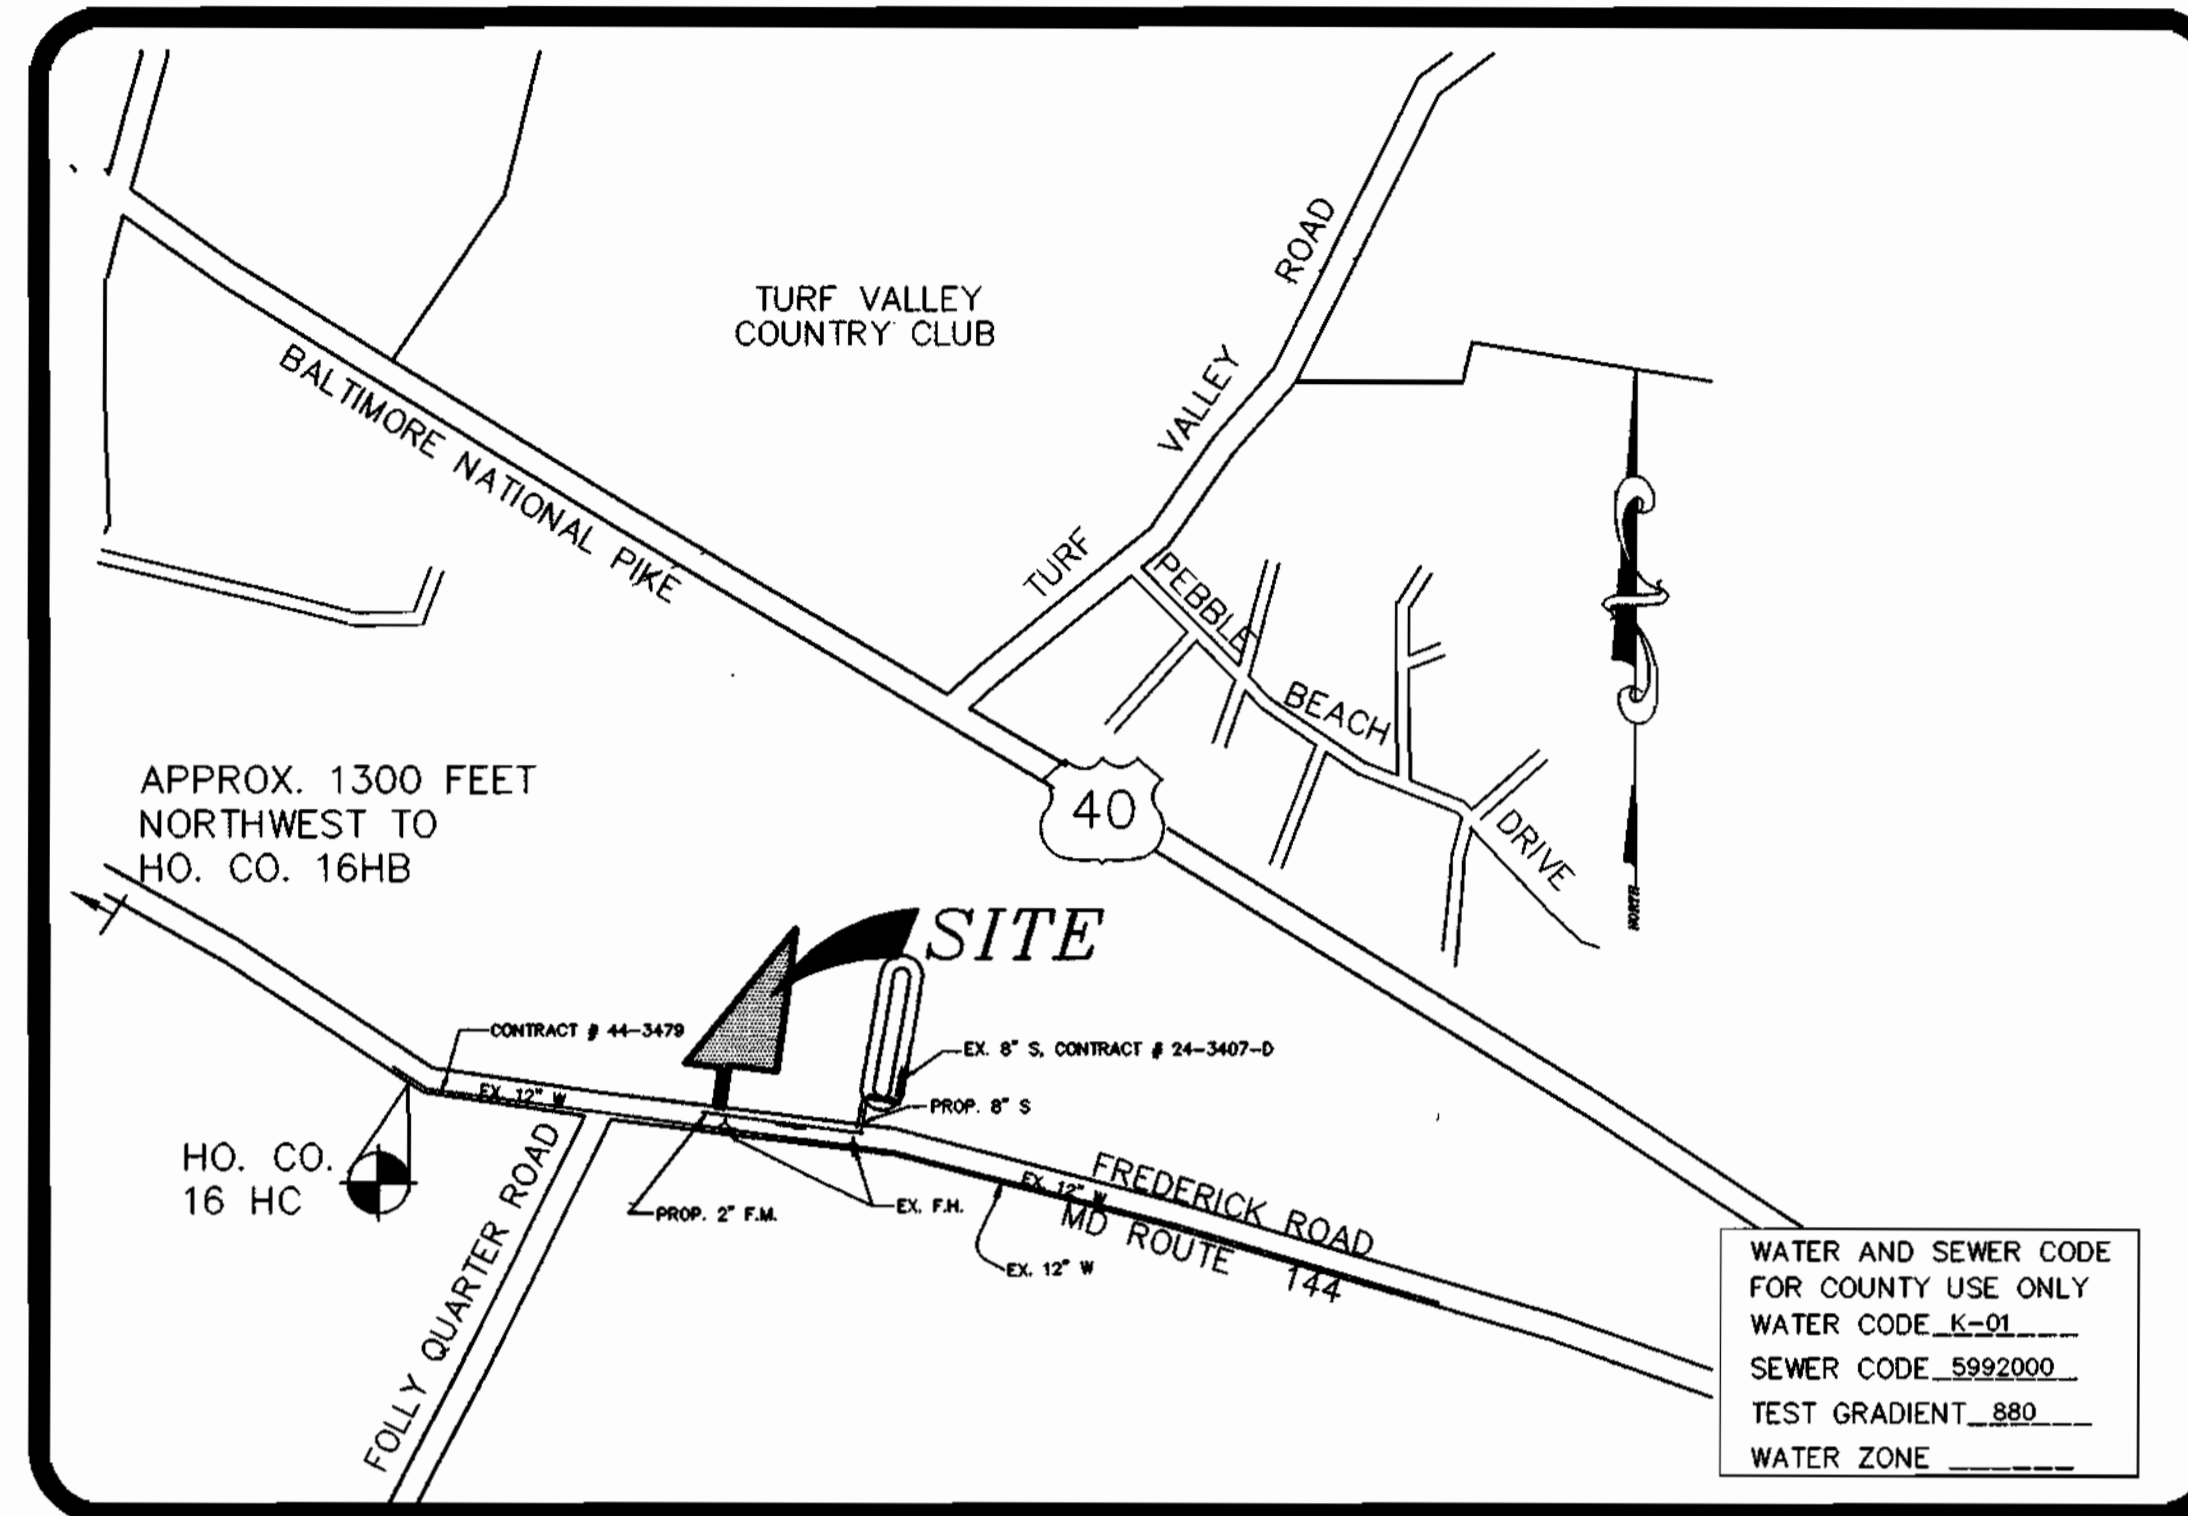 TURF VALLEY
COUNTRY CLUB
BALTIMORE NATIONAL PIKE
TURF VALLEY ROAD
PEBBLE BEACH DRIVE
40
NORTH
APPROX. 1300 FEET
NORTHWEST TO
HO. CO. 16HB
SITE
CONTRACT # 44-3479
EX. 8" S, CONTRACT # 24-3407-D
EX. 12" W
PROP. 8" S
HO. CO.
16 HC
FOLLY QUARTER ROAD
PROP. 2" F.M.
EX. F.H.
EX. 12" W
FREDERICK ROAD
MD ROUTE 144
EX. 12" W
WATER AND SEWER CODE
FOR COUNTY USE ONLY
WATER CODE K-01
SEWER CODE 5992000
TEST GRADIENT 880
WATER ZONE ______